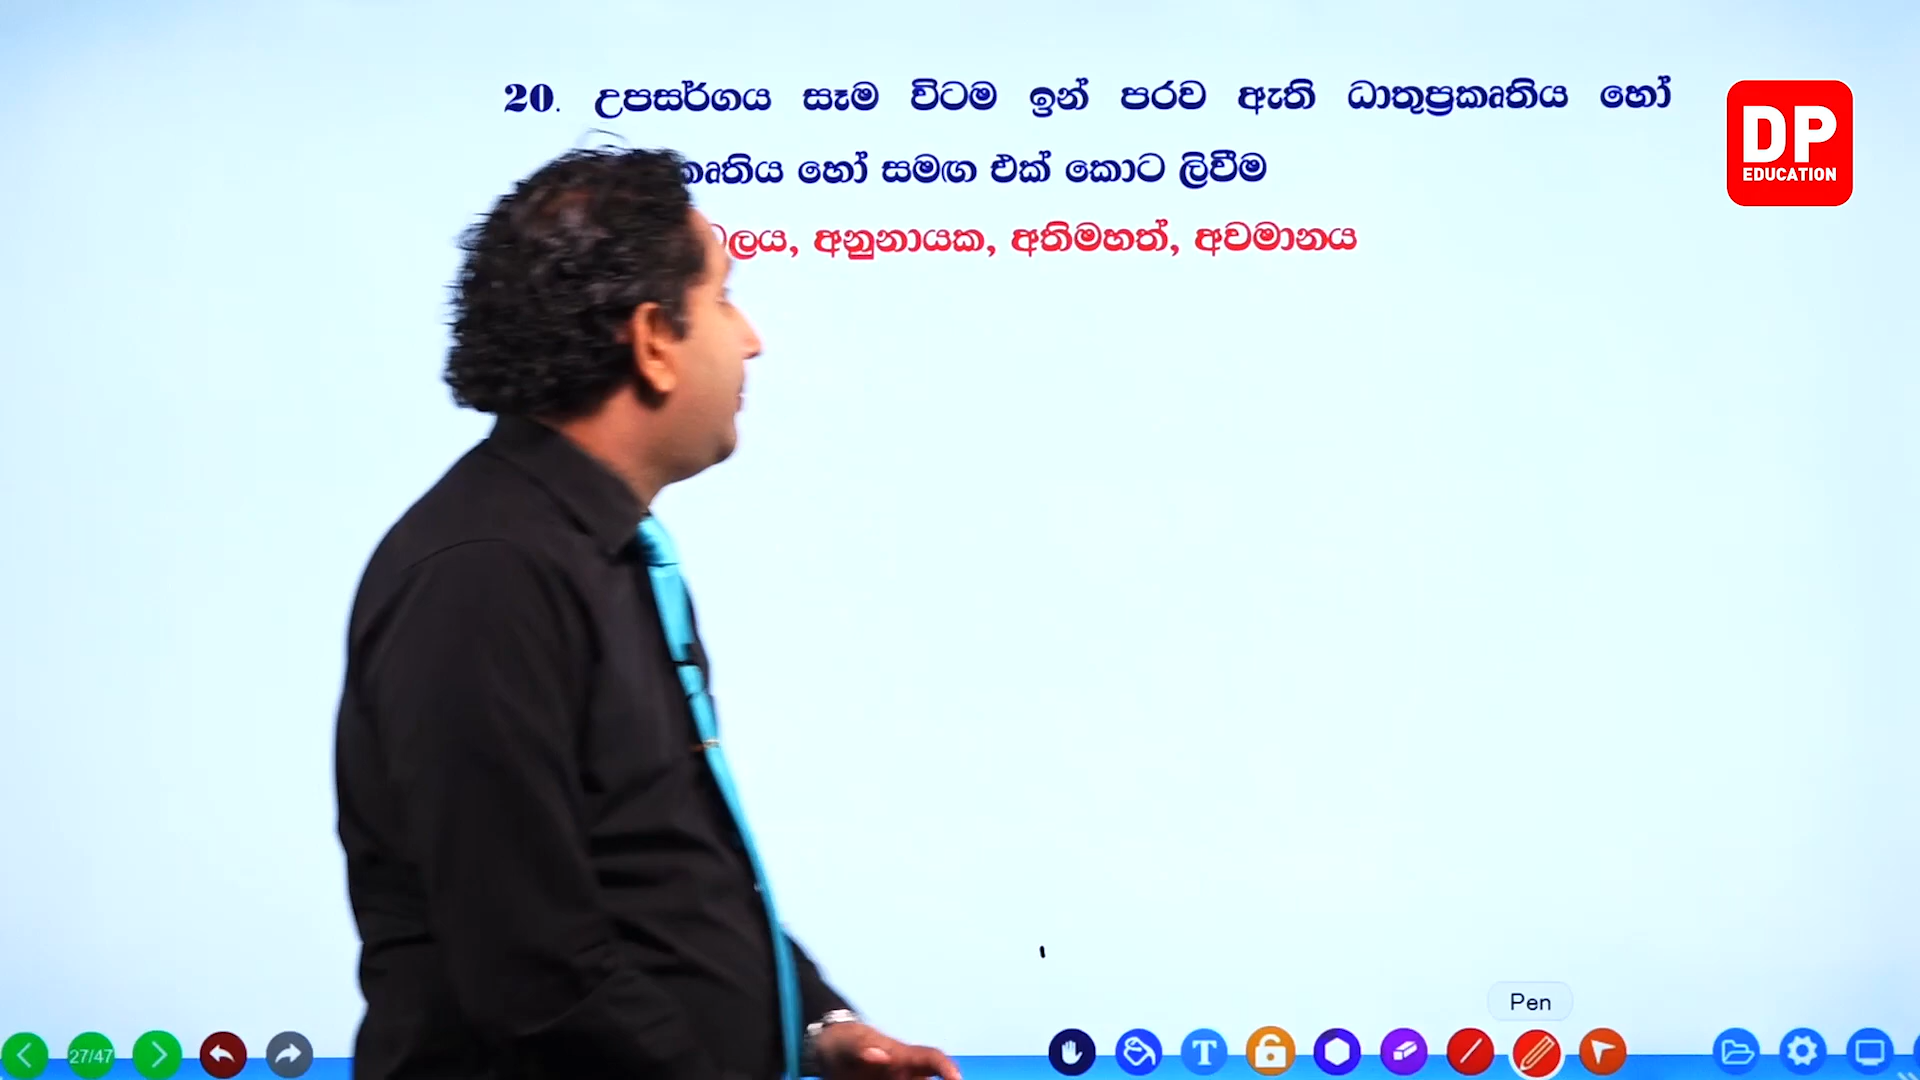 20. උපසර්ගය සෑම විටම ඉන් පරව ඇති ධාතුප්‍රකෘතිය හෝ
හෝ සමඟ එක් කොට ලිවීම
අනුනායක, අතිමහත්, අවමානය
DP
EDUCATION
Pen
27/47
T